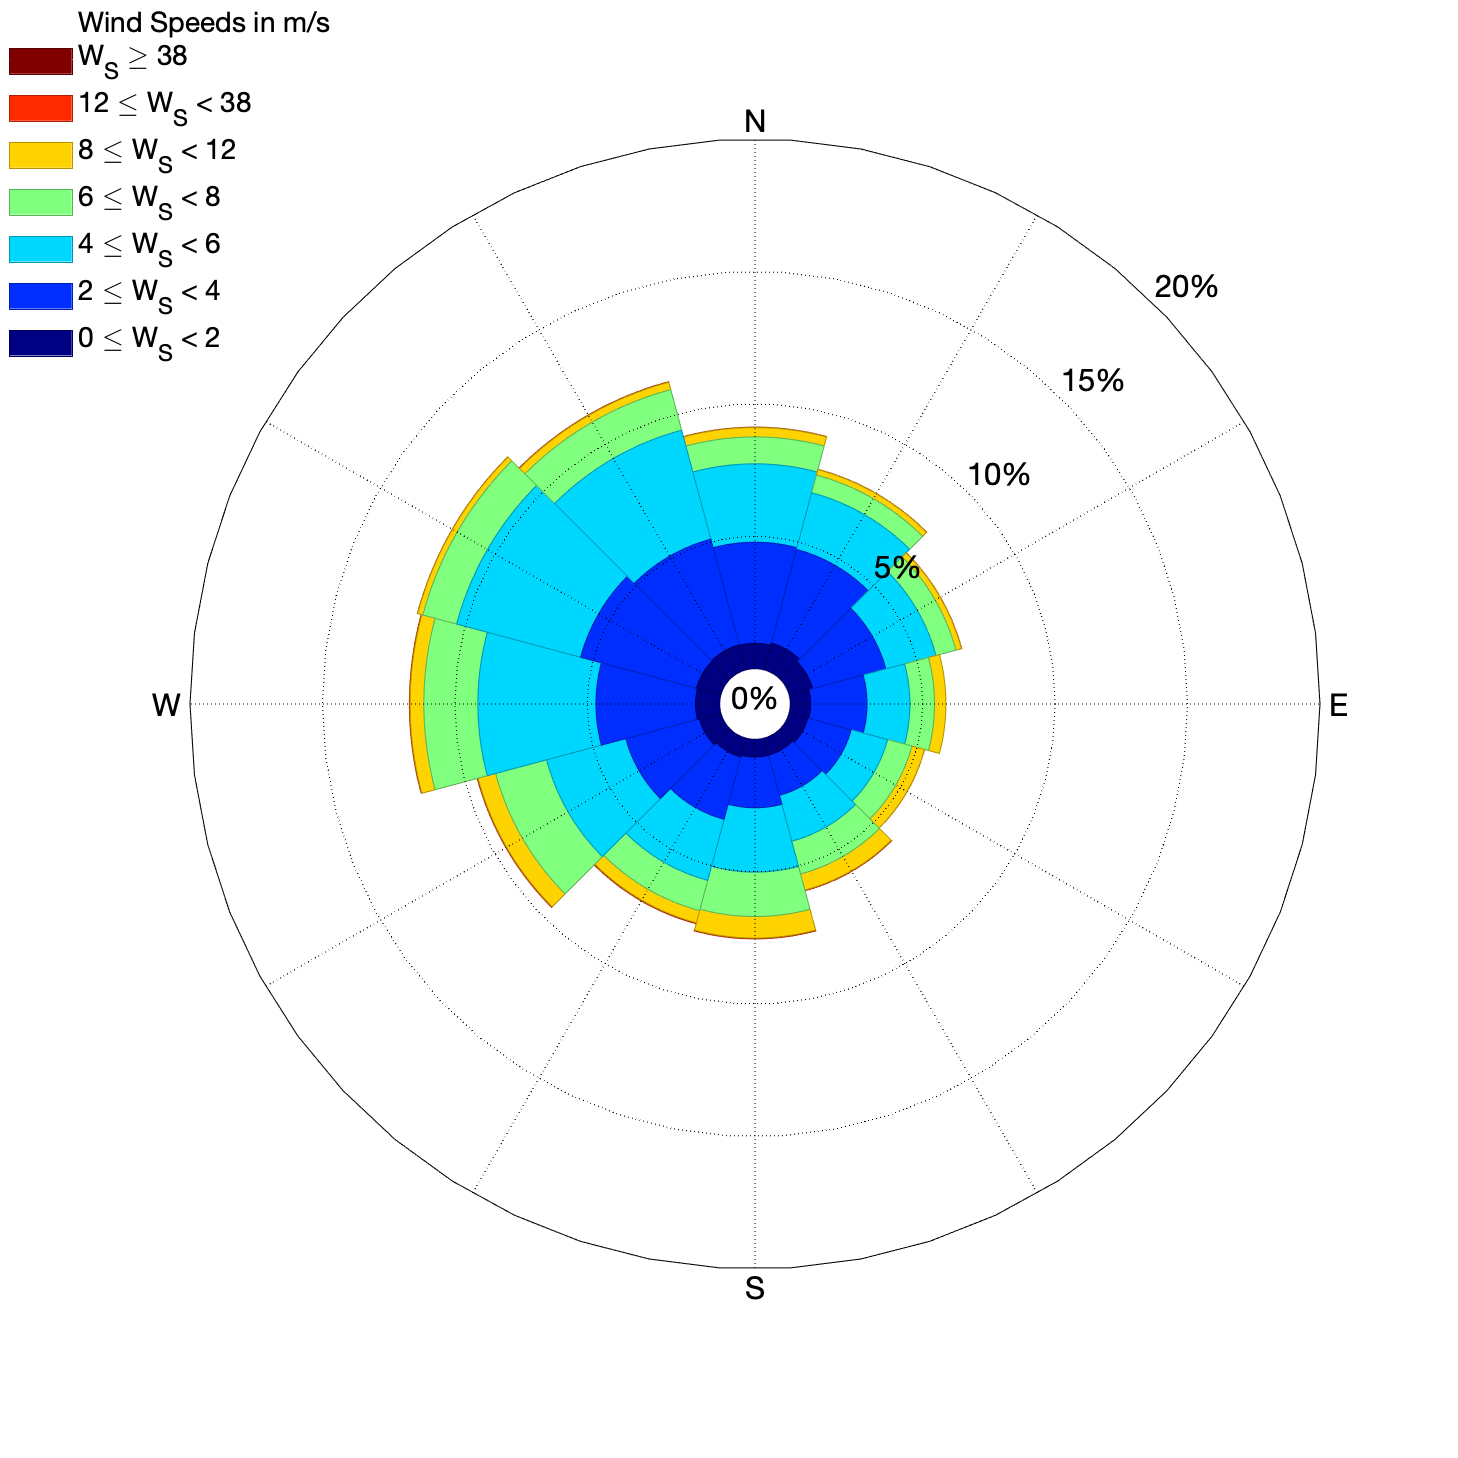 Wind Speeds in m/s
W_S ≥ 38
12 ≤ W_S < 38
8 ≤ W_S < 12
6 ≤ W_S < 8
4 ≤ W_S < 6
2 ≤ W_S < 4
0 ≤ W_S < 2
N
20%
15%
10%
5%
0%
W
E
S